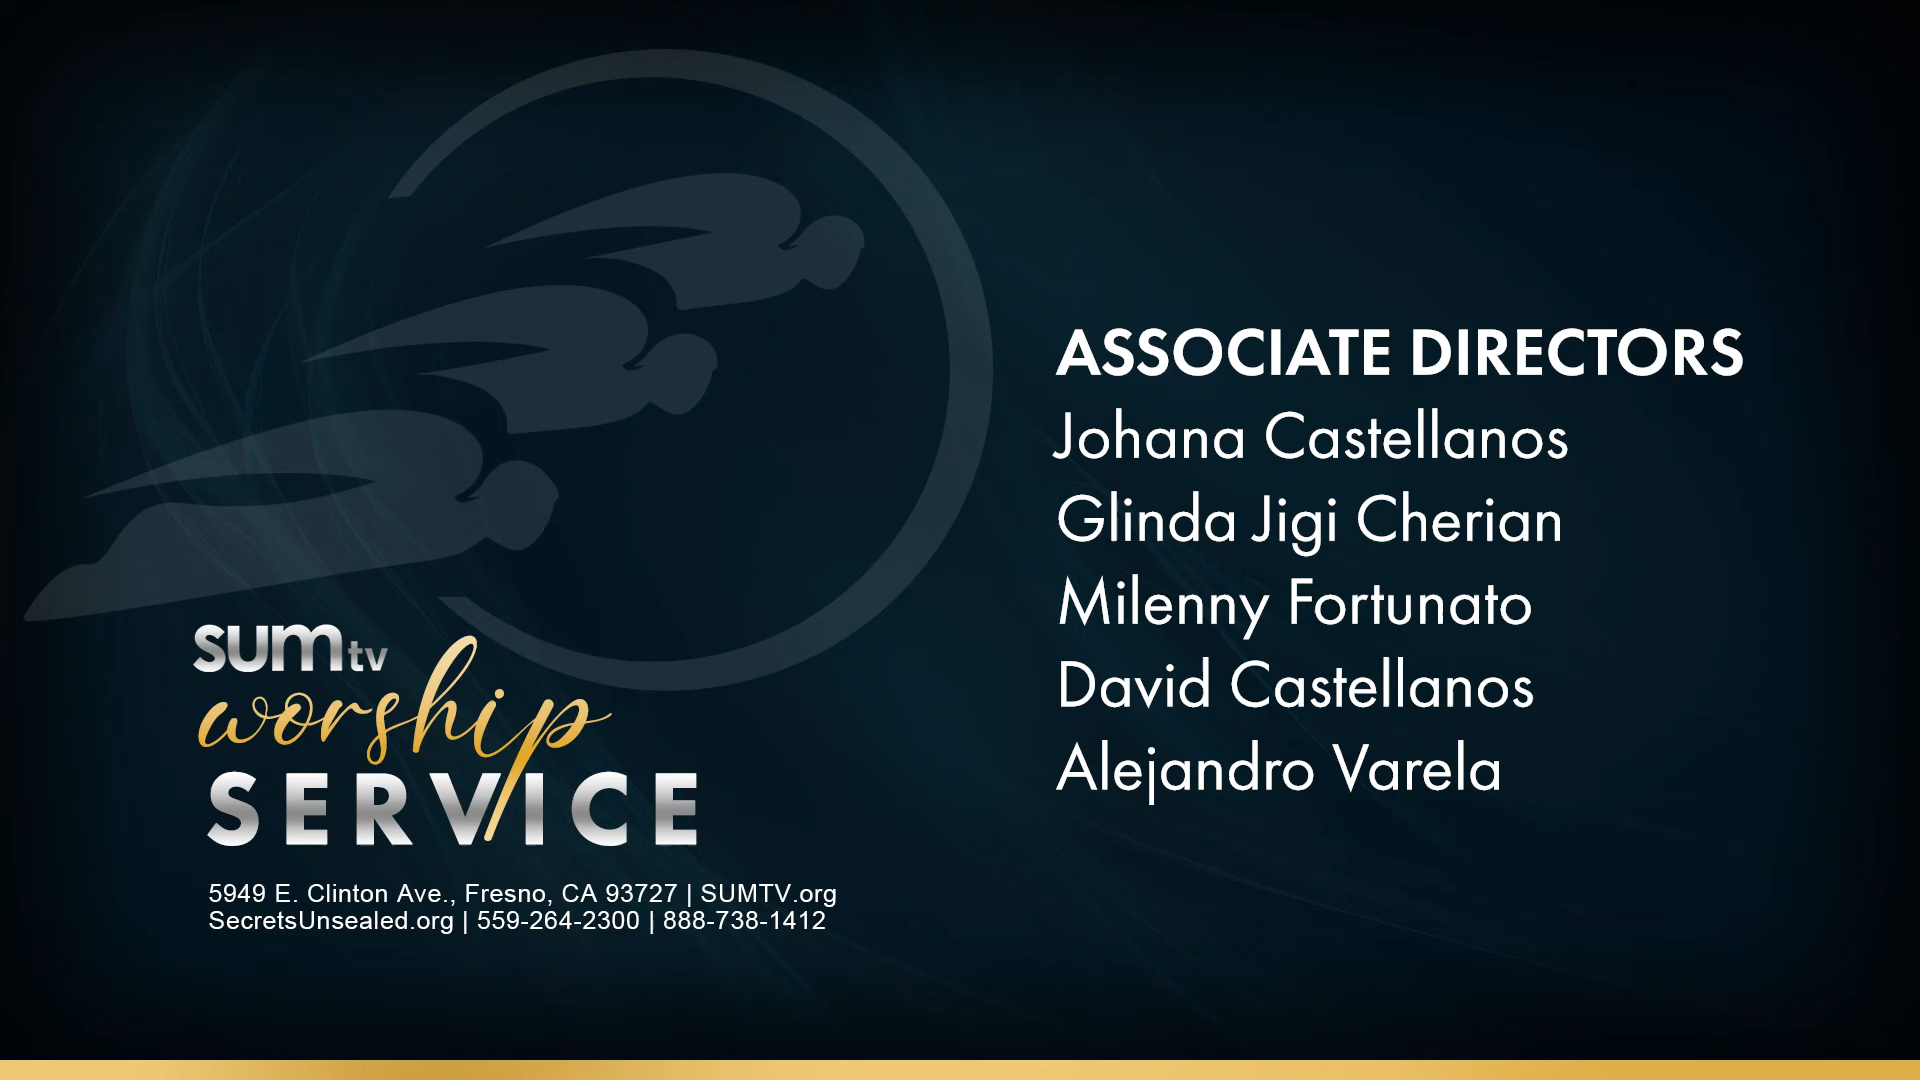 sumtv
worship
SERVICE
5949 E. Clinton Ave., Fresno, CA 93727 | SUMTV.org
SecretsUnsealed.org | 559-264-2300 | 888-738-1412
ASSOCIATE DIRECTORS
Johana Castellanos
Glinda Jigi Cherian
Milenny Fortunato
David Castellanos
Alejandro Varela